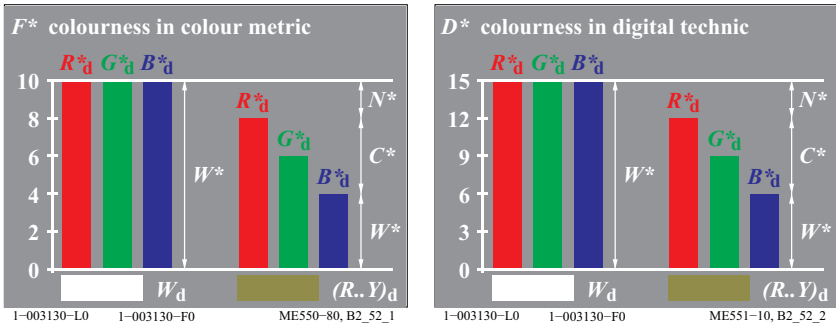 F* colourness in colour metric
R*d G*d B*d
10
8
6
4
2
0
W*
R*d
G*d
B*d
N*
C*
W*
Wd
(R..Y)d
1−003130−L0 1−003130−F0 ME550−80, B2_52_1
D* colourness in digital technic
R*d G*d B*d
15
12
9
6
3
0
W*
R*d
G*d
B*d
N*
C*
W*
Wd
(R..Y)d
1−003130−L0 1−003130−F0 ME551−10, B2_52_2